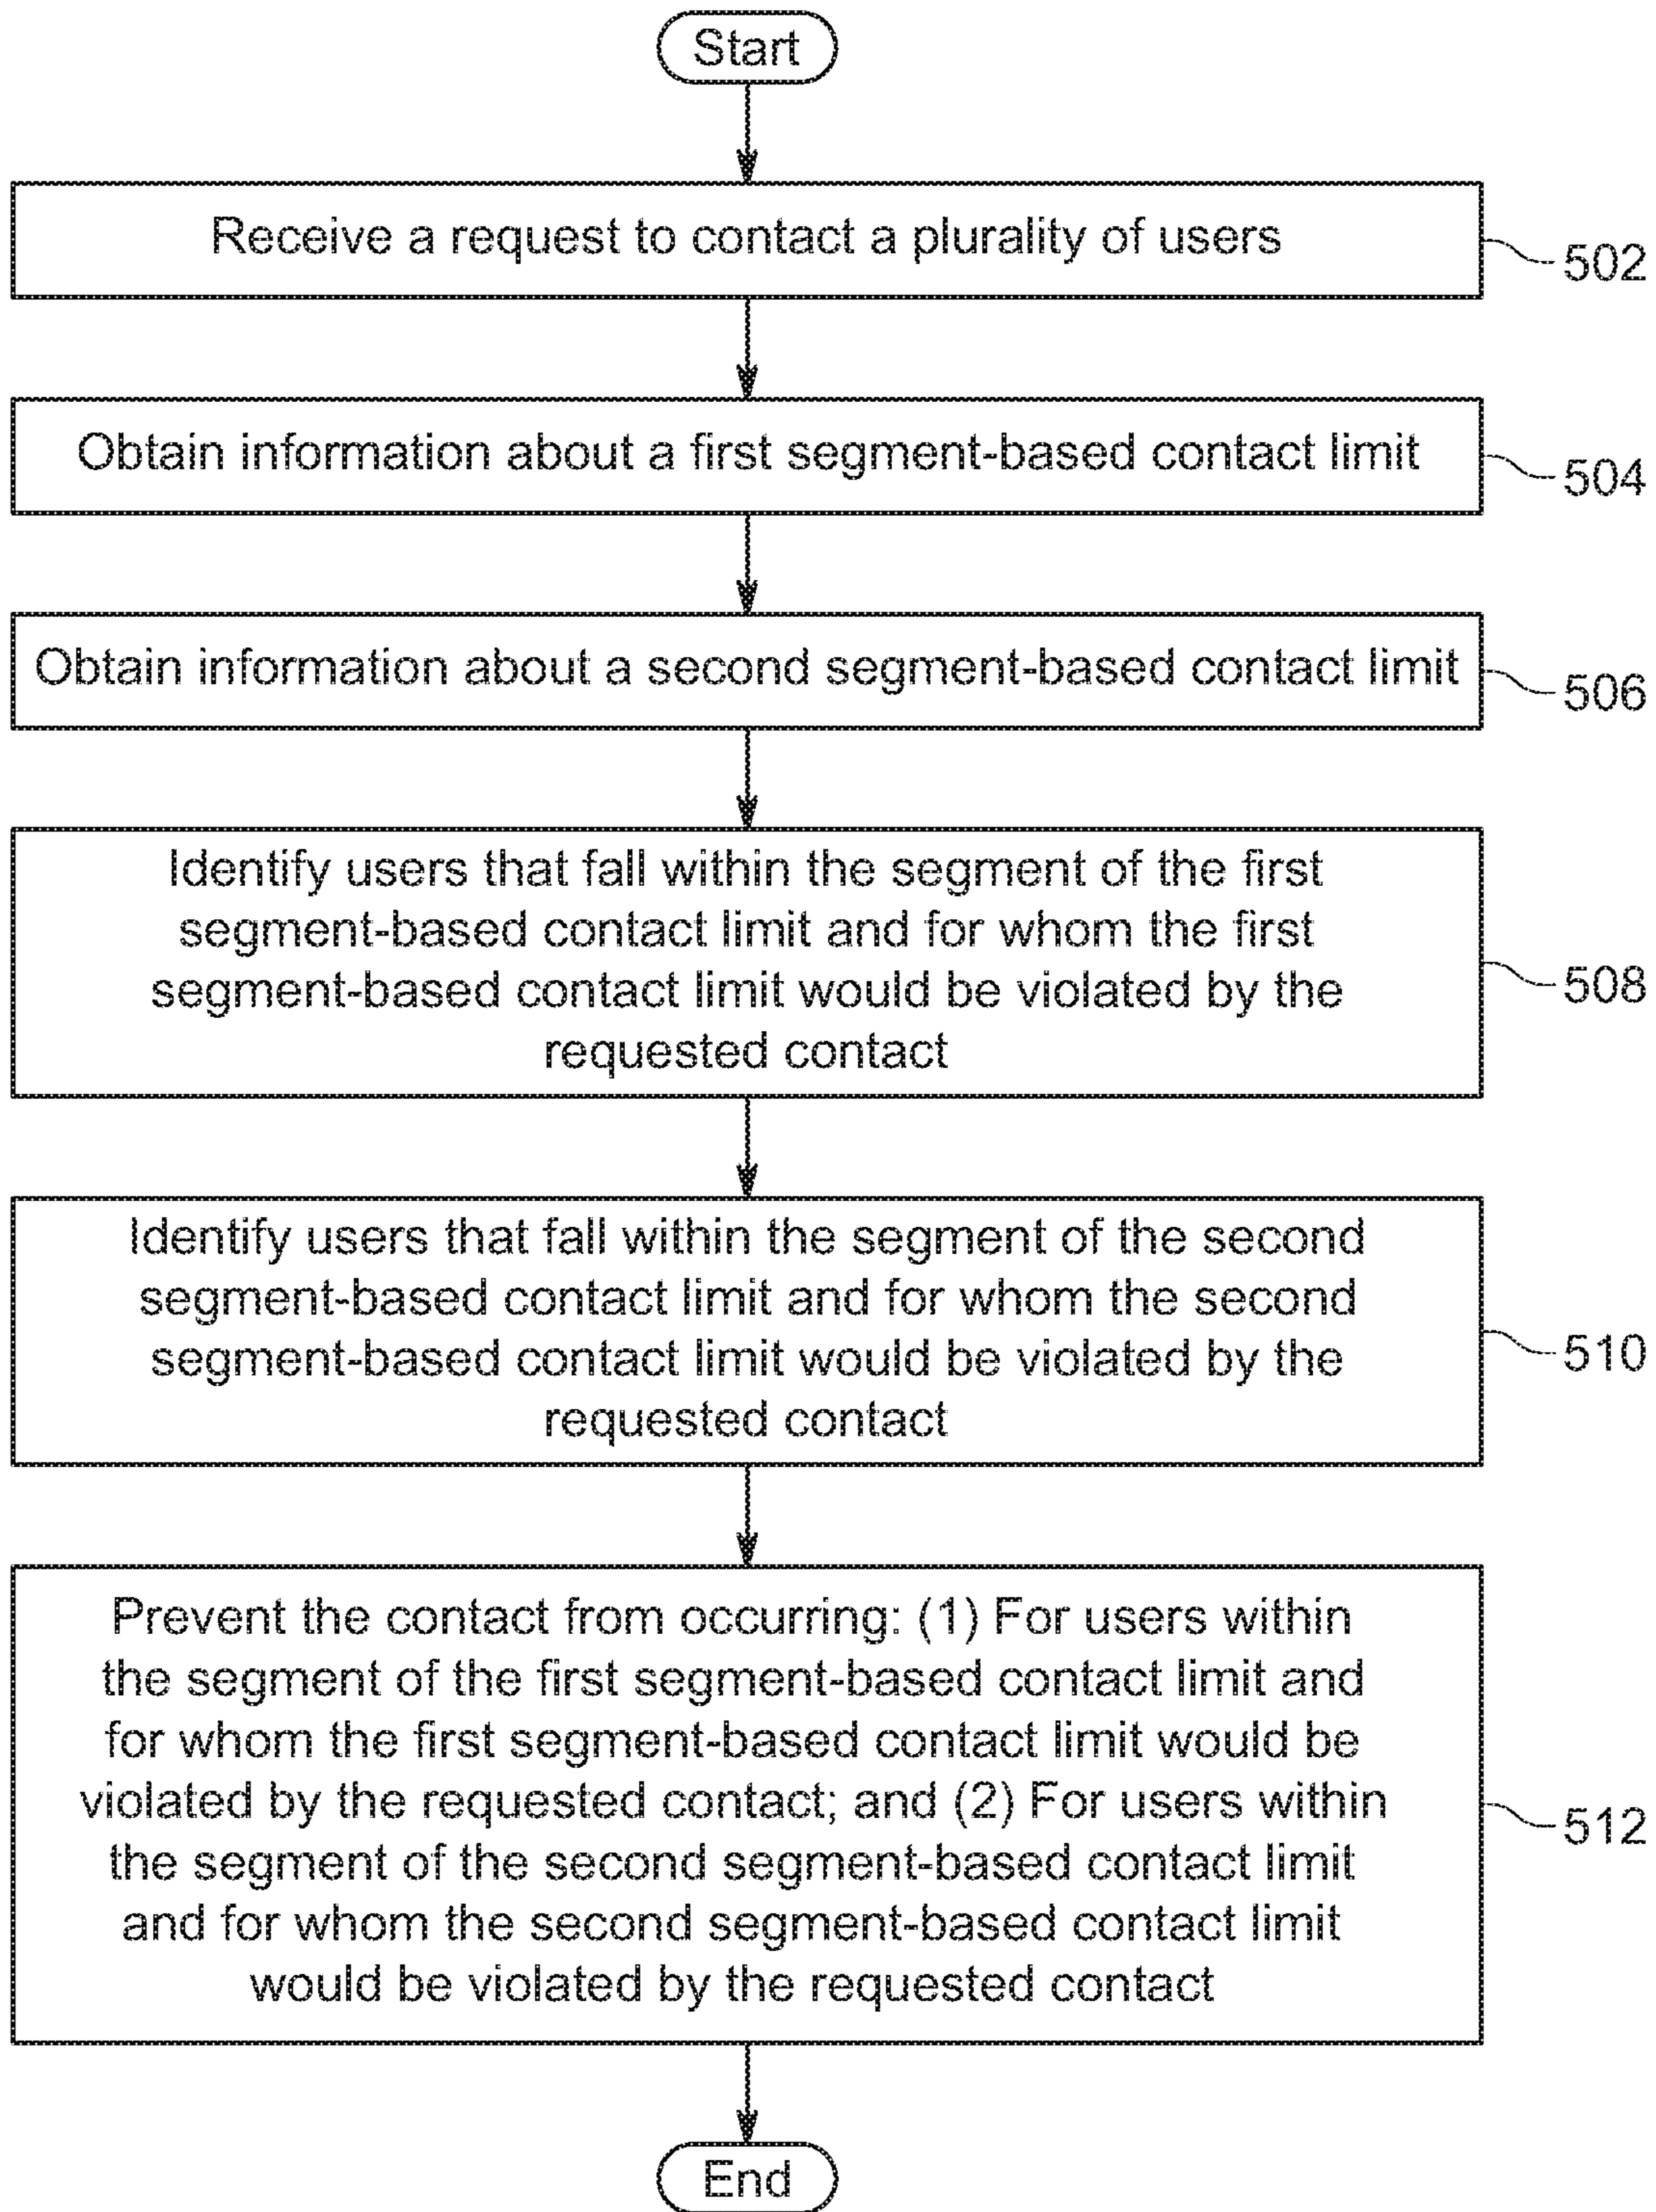 Start
Receive a request to contact a plurality of users
502
Obtain information about a first segment-based contact limit
504
Obtain information about a second segment-based contact limit
506
Identify users that fall within the segment of the first
segment-based contact limit and for whom the first
segment-based contact limit would be violated by the
requested contact
508
Identify users that fall within the segment of the second
segment-based contact limit and for whom the second
segment-based contact limit would be violated by the
requested contact
510
Prevent the contact from occurring: (1) For users within
the segment of the first segment-based contact limit and
for whom the first segment-based contact limit would be
violated by the requested contact; and (2) For users within
the segment of the second segment-based contact limit
and for whom the second segment-based contact limit
would be violated by the requested contact
512
End